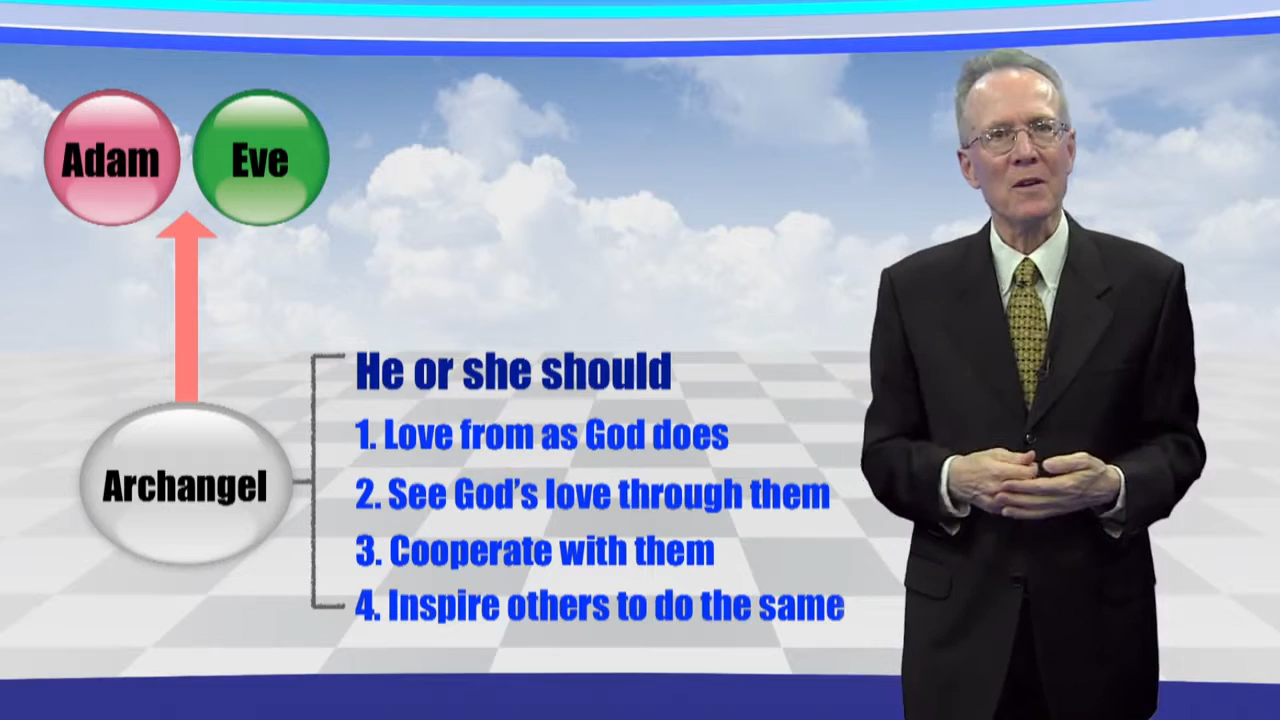 Adam
Eve
Archangel
He or she should
1. Love from as God does
2. See God's love through them
3. Cooperate with them
4. Inspire others to do the same